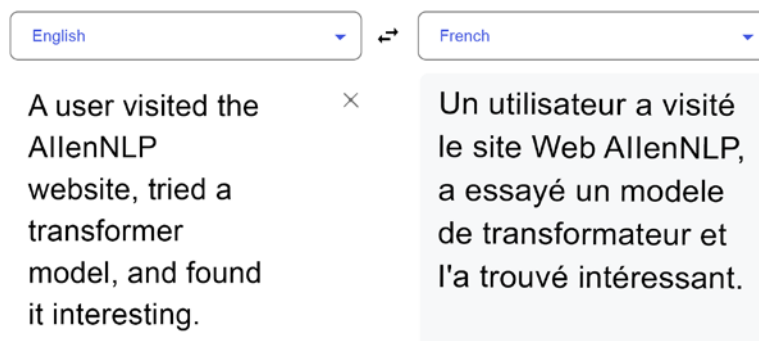 English
French
A user visited the
AllenNLP
website, tried a
transformer
model, and found
it interesting.
Un utilisateur a visité
le site Web AllenNLP,
a essayé un modele
de transformateur et
l'a trouvé intéressant.